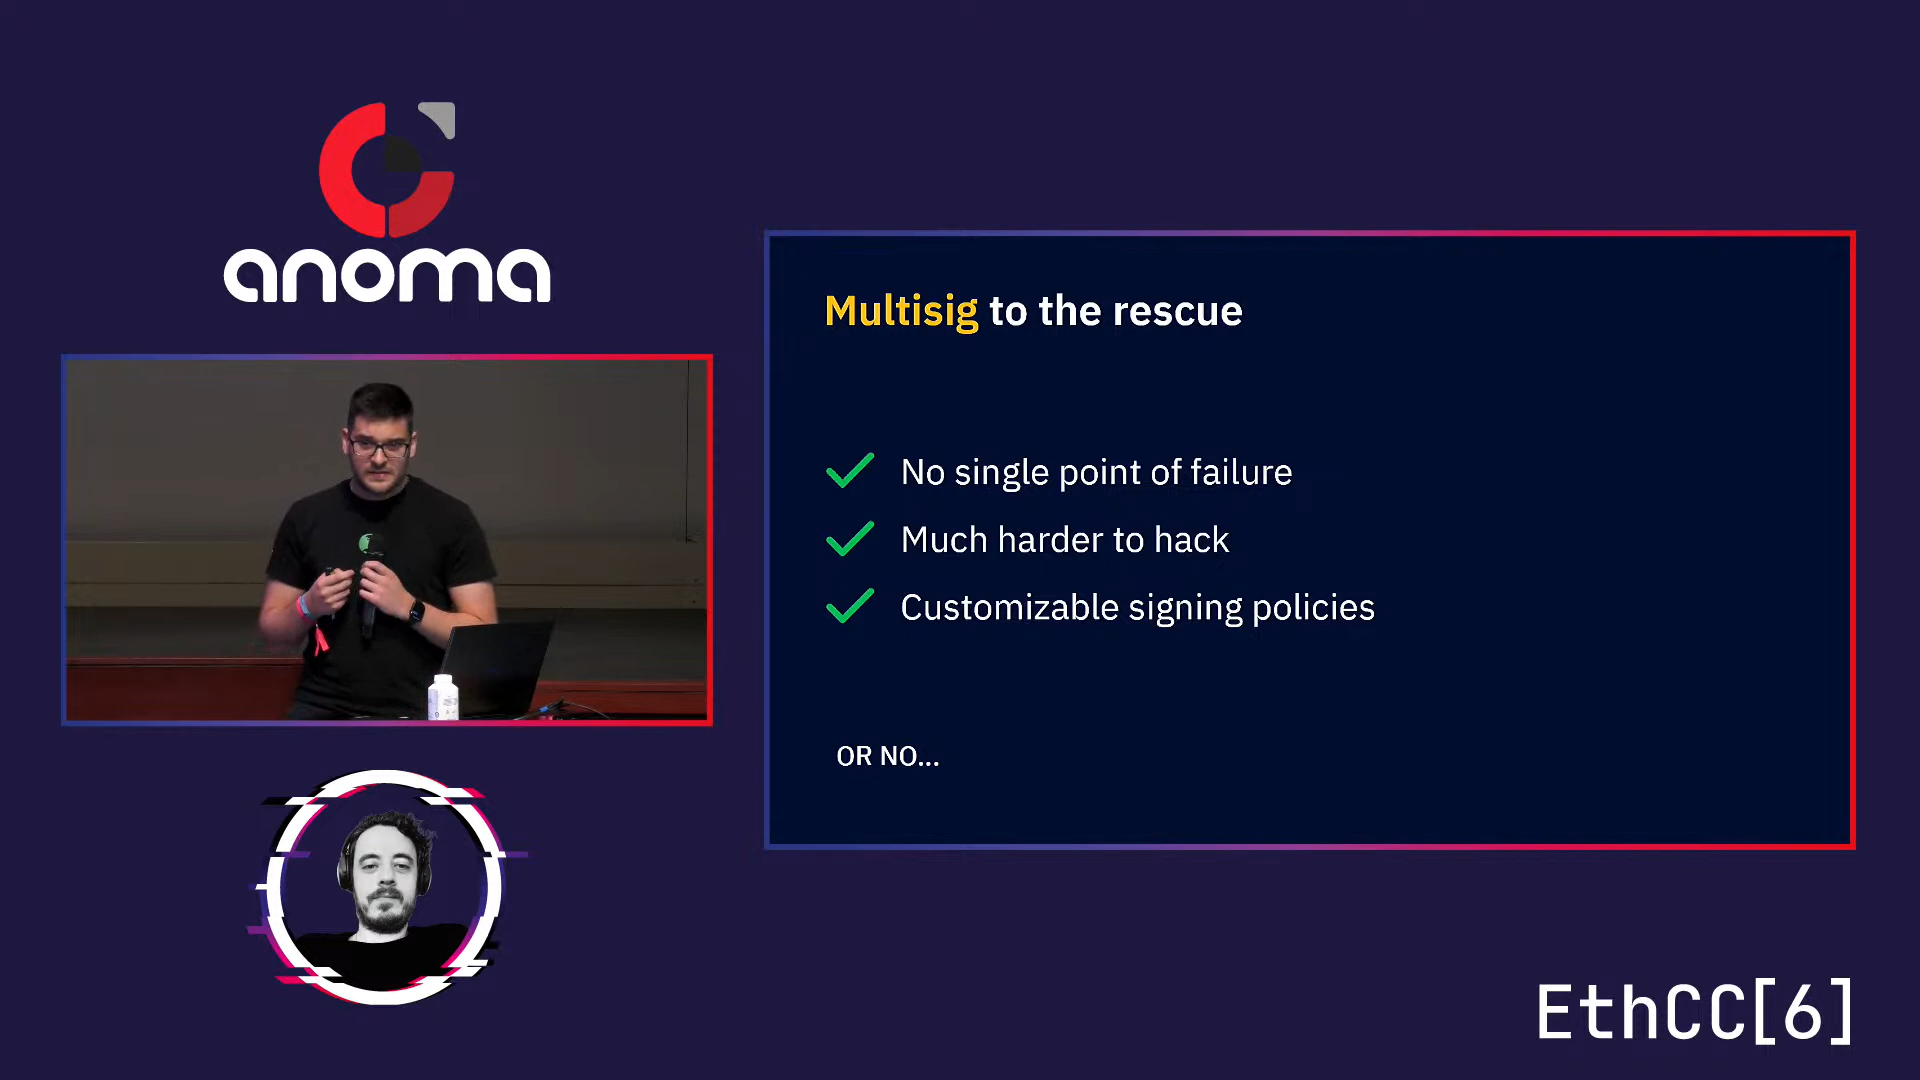 anoma
Multisig to the rescue
No single point of failure
Much harder to hack
Customizable signing policies
OR NO...
EthCC[6]